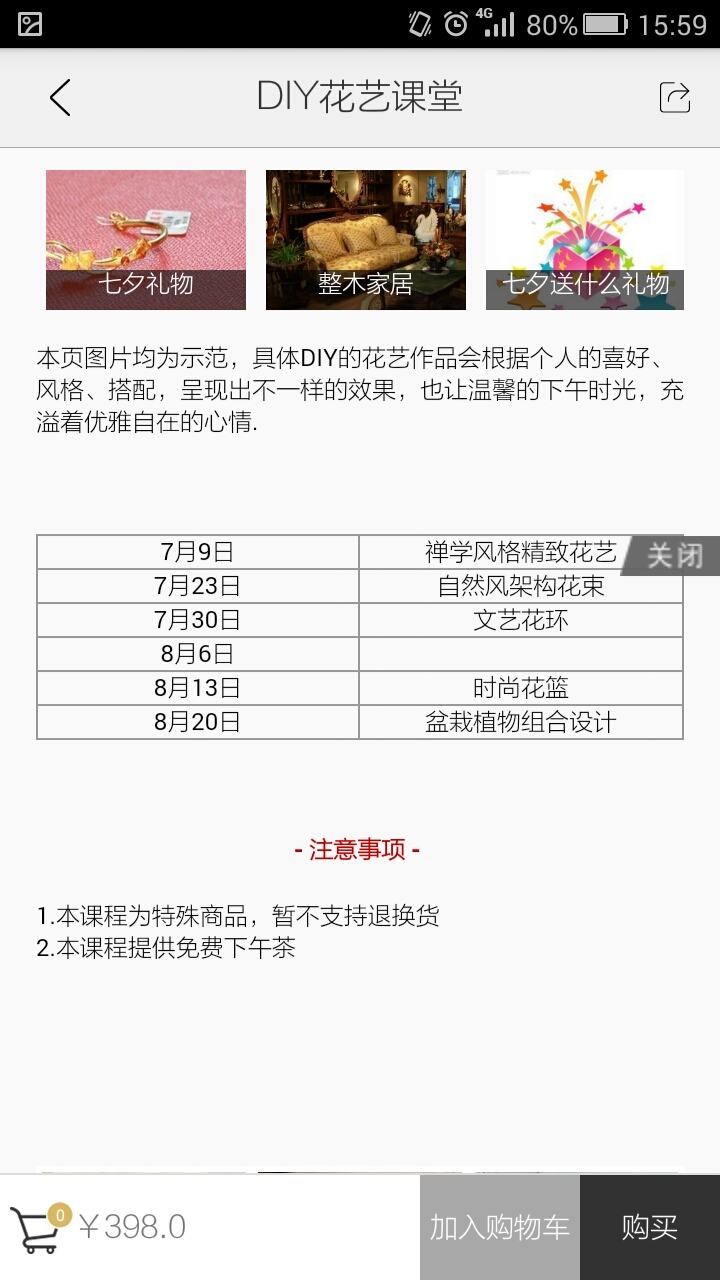 4G 80% 15:59
DIY花艺课堂
七夕礼物 整木家居 七夕送什么礼物
本页图片均为示范，具体DIY的花艺作品会根据个人的喜好、
风格、搭配，呈现出不一样的效果，也让温馨的下午时光，充
溢着优雅自在的心情.
7月9日 禅学风格精致花艺
关闭
7月23日 自然风架构花束
7月30日 文艺花环
8月6日
8月13日 时尚花篮
8月20日 盆栽植物组合设计
- 注意事项 -
1.本课程为特殊商品，暂不支持退换货
2.本课程提供免费下午茶
0 ￥398.0 加入购物车 购买